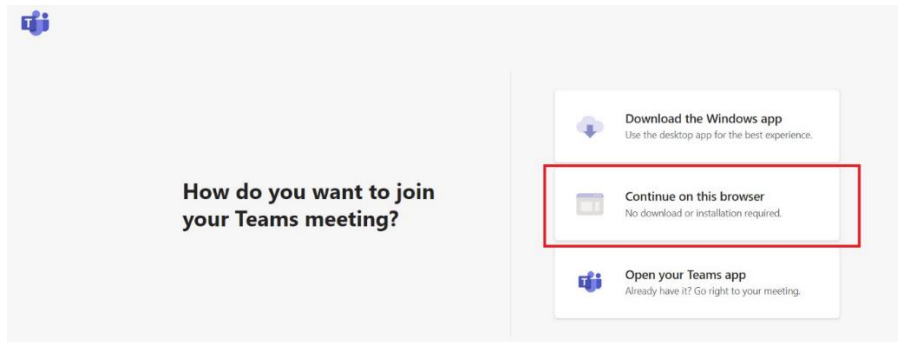 How do you want to join
your Teams meeting?
Download the Windows app
Use the desktop app for the best experience.
Continue on this browser
No download or installation required.
Open your Teams app
Already have it? Go right to your meeting.